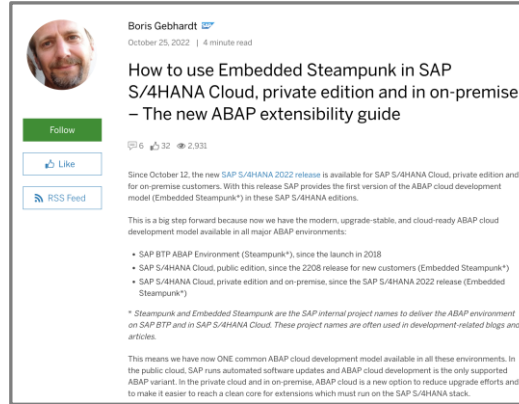 Boris Gebhardt SAP
October 25, 2022 | 4 minute read
How to use Embedded Steampunk in SAP
S/4HANA Cloud, private edition and in on-premise
– The new ABAP extensibility guide
6 32 2,931
Follow
Like
RSS Feed
Since October 12, the new SAP S/4HANA 2022 release is available for SAP S/4HANA Cloud, private edition and
for on-premise customers. With this release SAP provides the first version of the ABAP cloud development
model (Embedded Steampunk*) in these SAP S/4HANA editions.
This is a big step forward because now we have the modern, upgrade-stable, and cloud-ready ABAP cloud
development model available in all major ABAP environments:
• SAP BTP ABAP Environment (Steampunk*), since the launch in 2018
• SAP S/4HANA Cloud, public edition, since the 2208 release for new customers (Embedded Steampunk*)
• SAP S/4HANA Cloud, private edition and on-premise, since the SAP S/4HANA 2022 release (Embedded
Steampunk*)
* Steampunk and Embedded Steampunk are the SAP internal project names to deliver the ABAP environment
on SAP BTP and in SAP S/4HANA Cloud. These project names are often used in development-related blogs and
articles.
This means we have now ONE common ABAP cloud development model available in all these environments. In
the public cloud, SAP runs automated software updates and ABAP cloud development is the only supported
ABAP variant. In the private cloud and in on-premise, ABAP cloud is a new option to reduce upgrade efforts and
to make it easier to reach a clean core for extensions which must run on the SAP S/4HANA stack.